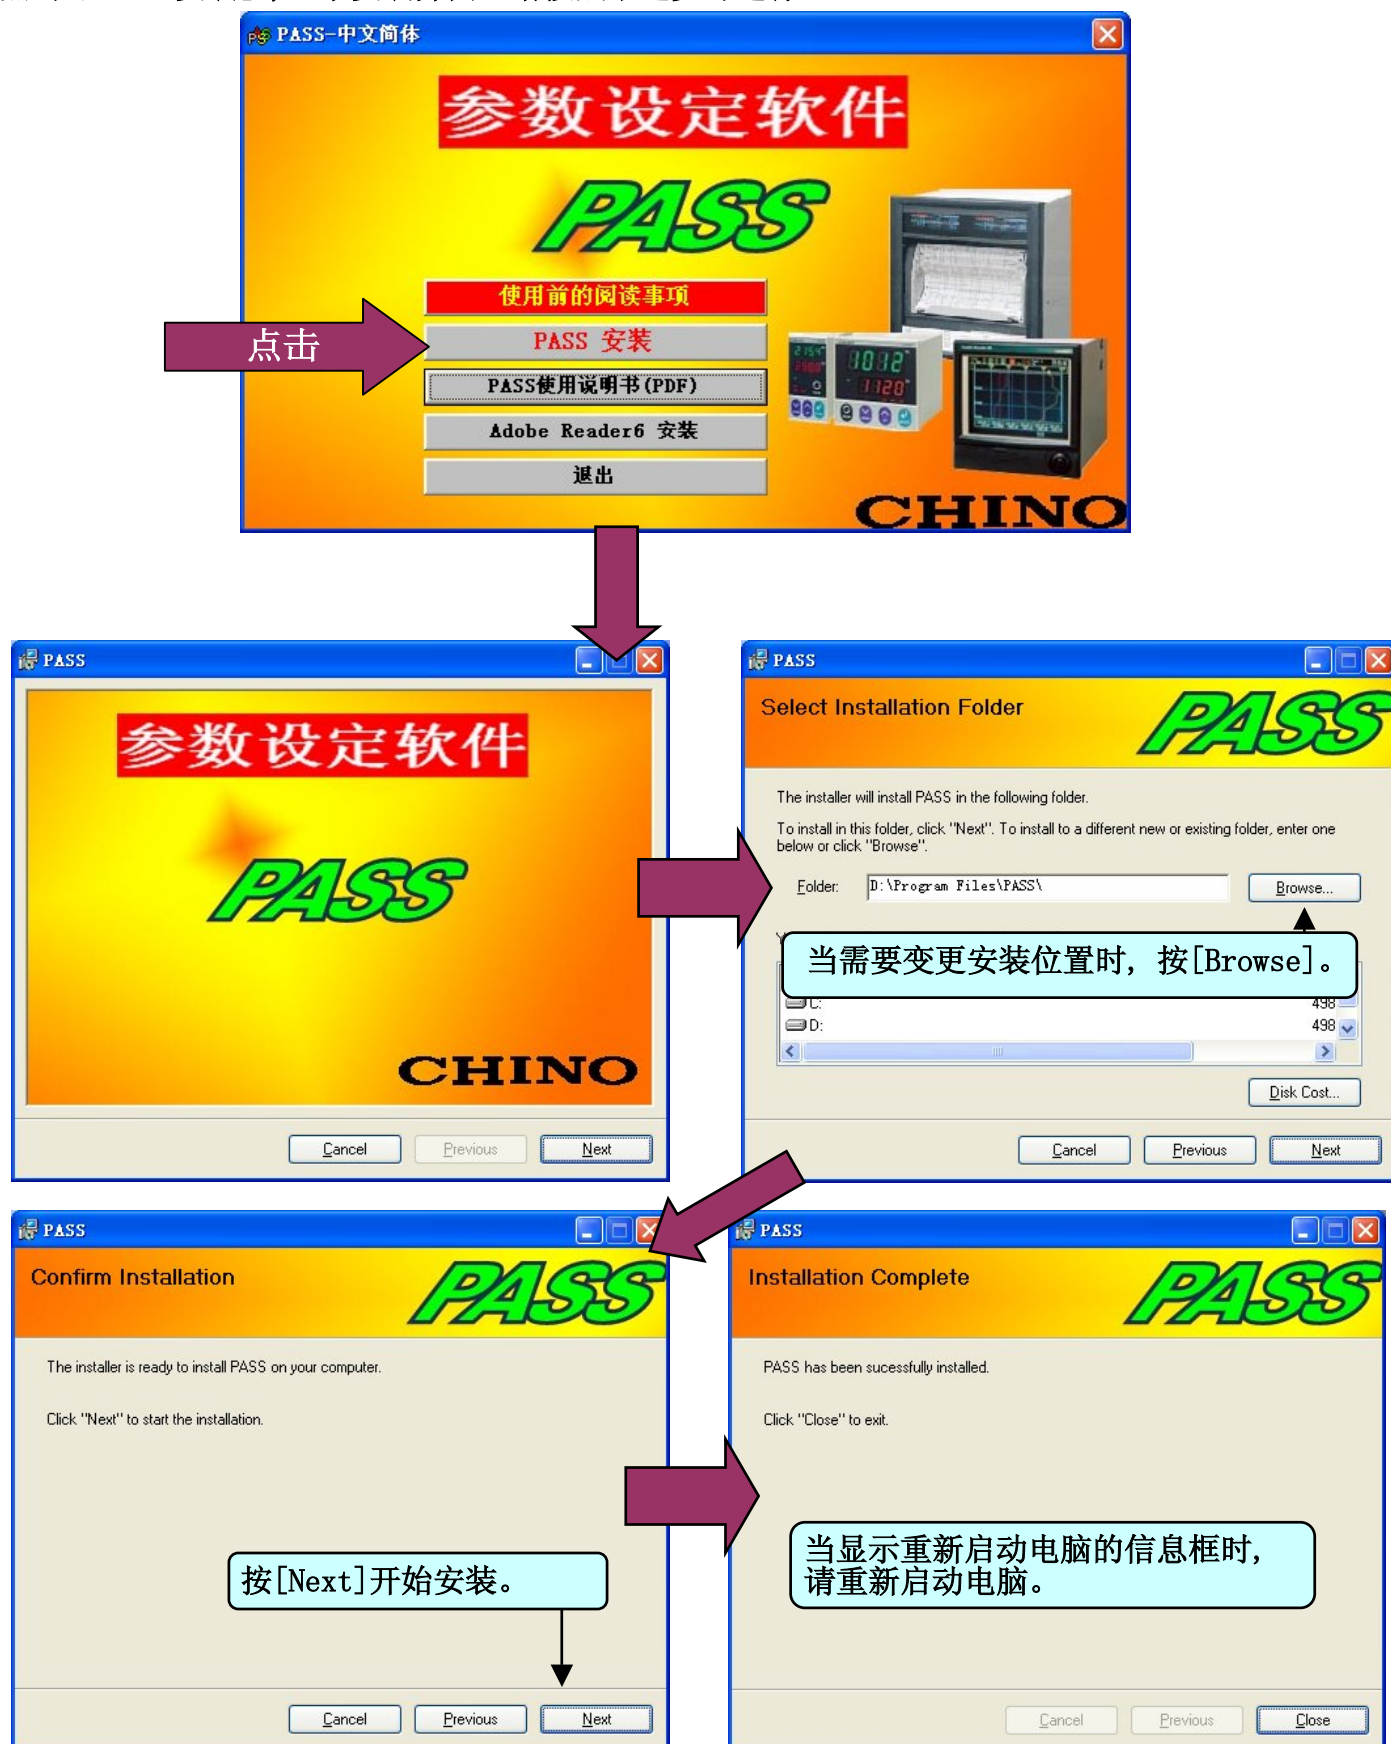 PASS-中文简体
参数设定软件
PASS
使用前的阅读事项
点击
PASS 安装
PASS使用说明书(PDF)
Adobe Reader6 安装
退出
CHINO
1012
1120
PASS
参数设定软件
PASS
CHINO
Cancel
Previous
Next
PASS
Select Installation Folder
PASS
The installer will install PASS in the following folder.
To install in this folder, click "Next". To install to a different new or existing folder, enter one
below or click "Browse".
Folder:
D:\Program Files\PASS\
Browse...
当需要变更安装位置时, 按[Browse]。
C:
498
D:
498
Disk Cost...
Cancel
Previous
Next
PASS
Confirm Installation
PASS
The installer is ready to install PASS on your computer.
Click "Next" to start the installation.
按[Next]开始安装。
Cancel
Previous
Next
PASS
Installation Complete
PASS
PASS has been sucessfully installed.
Click "Close" to exit.
当显示重新启动电脑的信息框时,
请重新启动电脑。
Cancel
Previous
Close